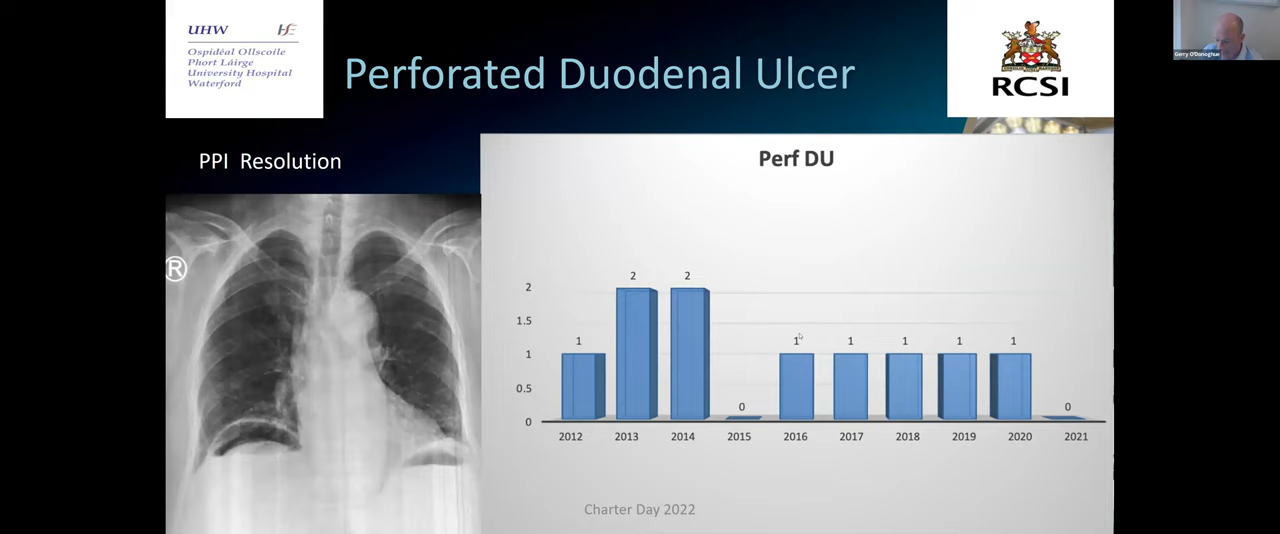 UHW
Ospidéal Ollscoile
Phort Láirge
University Hospital
Waterford
Perforated Duodenal Ulcer
RCSI
Gerry O'Donoghue
PPI Resolution
Perf DU
R
2
1.5
1
0.5
0
1
2
2
0
1
1
1
1
1
0
2012 2013 2014 2015 2016 2017 2018 2019 2020 2021
Charter Day 2022